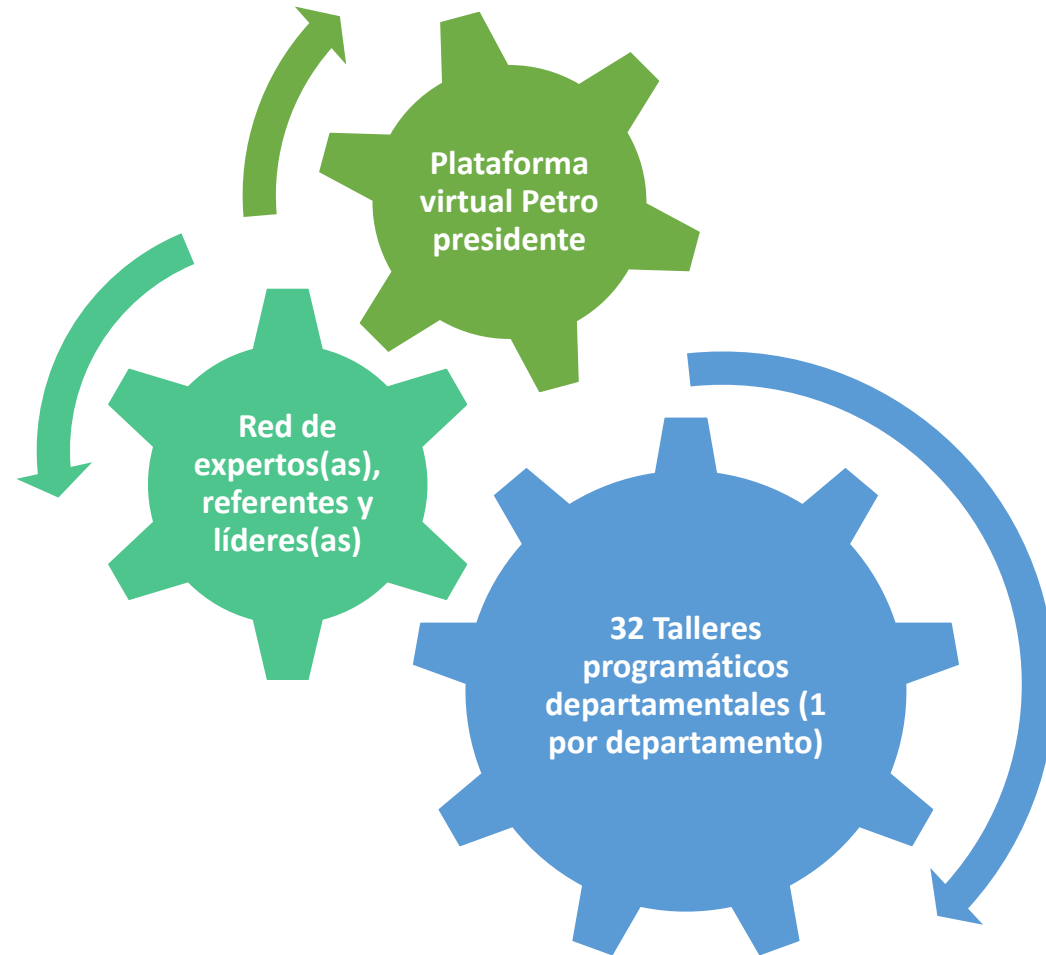 Plataforma
virtual Petro
presidente
Red de
expertos(as),
referentes y
líderes(as)
32 Talleres
programáticos
departamentales (1
por departamento)